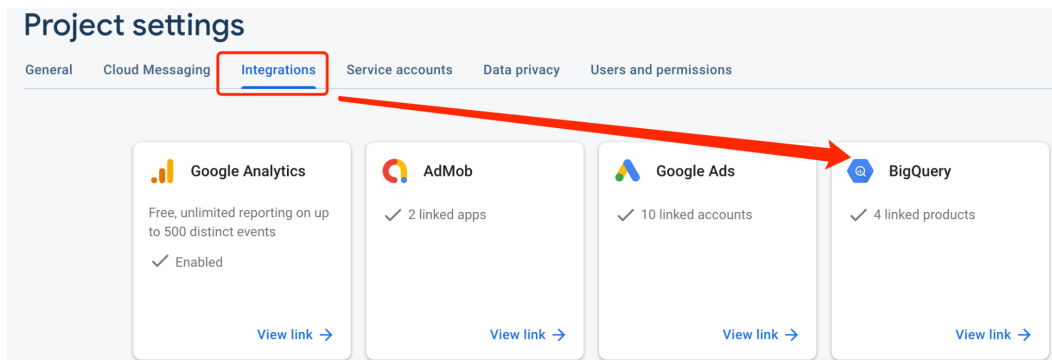 Project settings
General Cloud Messaging Integrations Service accounts Data privacy Users and permissions
Google Analytics
Free, unlimited reporting on up
to 500 distinct events
Enabled
View link
AdMob
2 linked apps
View link
Google Ads
10 linked accounts
View link
BigQuery
4 linked products
View link